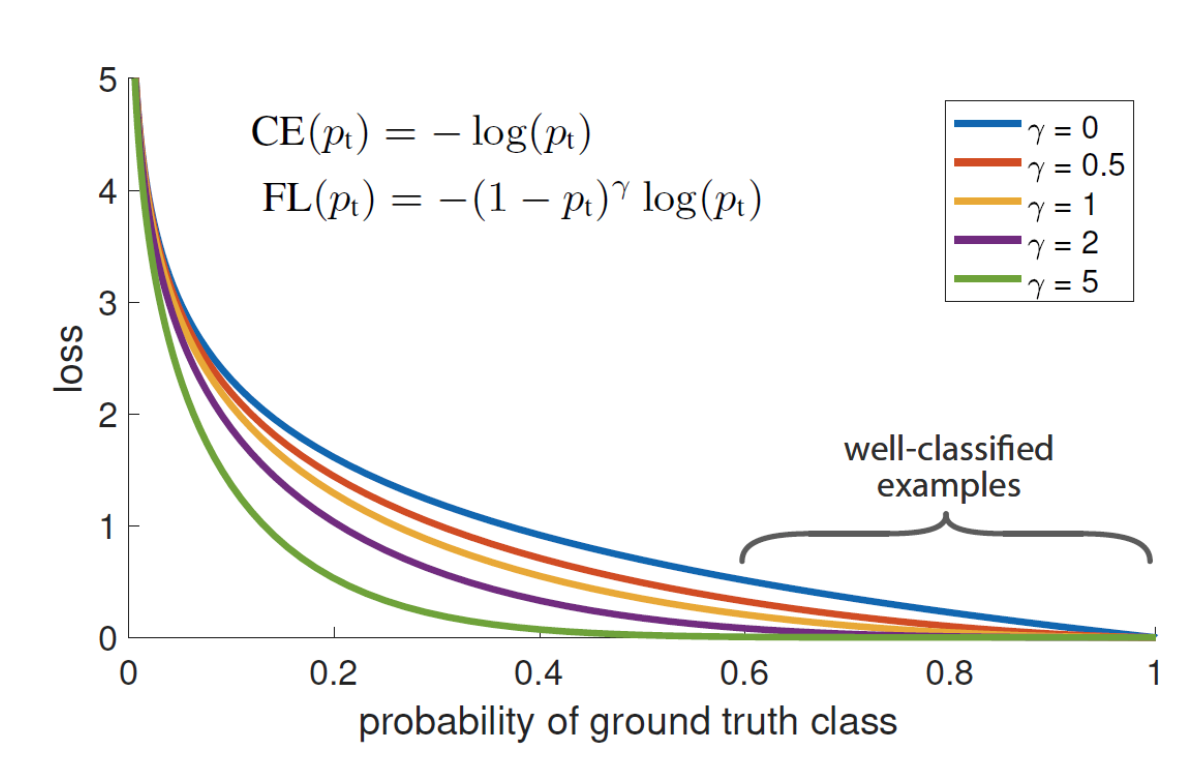 5
CE(pₜ) = − log(pₜ)
FL(pₜ) = −(1 − pₜ)^γ log(pₜ)
γ = 0
γ = 0.5
γ = 1
γ = 2
γ = 5
4
3
2
1
0
loss
well-classified
examples
0 0.2 0.4 0.6 0.8 1
probability of ground truth class